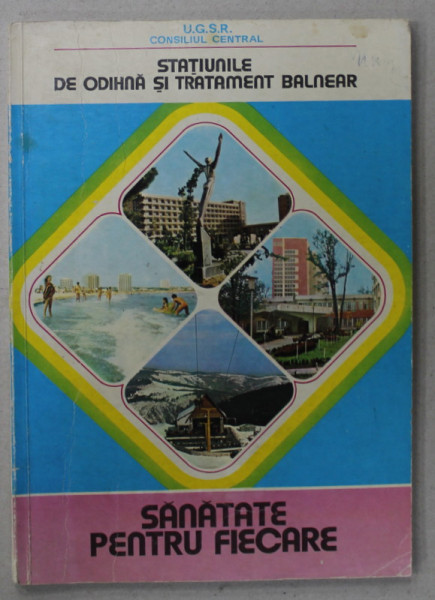 U.G.S.R.
CONSILIUL CENTRAL
STAȚIUNILE
DE ODIHNĂ ȘI TRATAMENT BALNEAR
SĂNĂTATE
PENTRU FIECARE